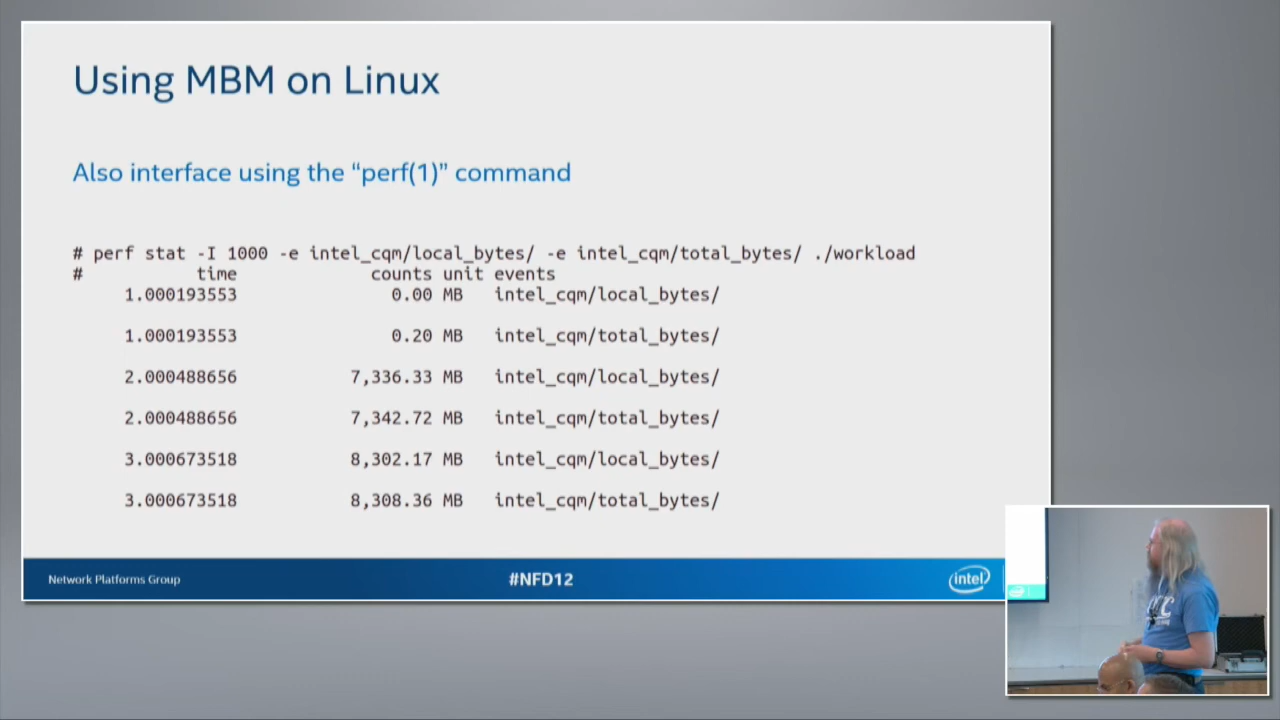 Using MBM on Linux
Also interface using the “perf(1)” command
# perf stat -I 1000 -e intel_cqm/local_bytes/ -e intel_cqm/total_bytes/ ./workload
# time counts unit events
1.000193553 0.00 MB intel_cqm/local_bytes/
1.000193553 0.20 MB intel_cqm/total_bytes/
2.000488656 7,336.33 MB intel_cqm/local_bytes/
2.000488656 7,342.72 MB intel_cqm/total_bytes/
3.000673518 8,302.17 MB intel_cqm/local_bytes/
3.000673518 8,308.36 MB intel_cqm/total_bytes/
Network Platforms Group
#NFD12
intel